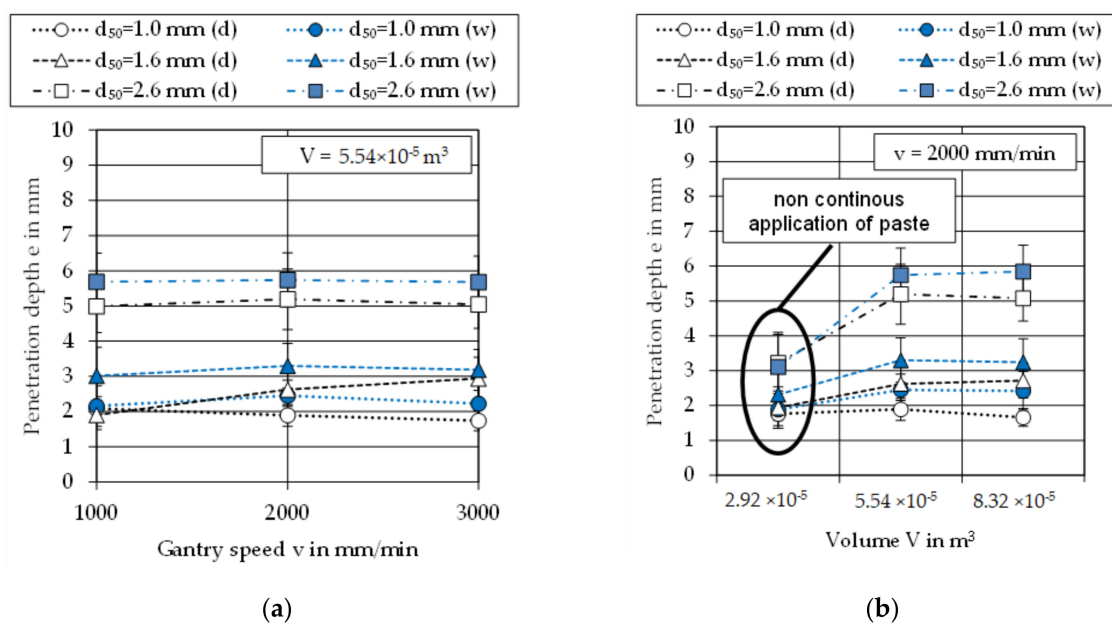 (a)
(b)
d50=1.0 mm (d) d50=1.0 mm (w)
d50=1.6 mm (d) d50=1.6 mm (w)
d50=2.6 mm (d) d50=2.6 mm (w)
V = 5.54×10-5 m3
Penetration depth e in mm
10
9
8
7
6
5
4
3
2
1
0
1000 2000 3000
Gantry speed v in mm/min
(a)
d50=1.0 mm (d) d50=1.0 mm (w)
d50=1.6 mm (d) d50=1.6 mm (w)
d50=2.6 mm (d) d50=2.6 mm (w)
v = 2000 mm/min
non continous
application of paste
Penetration depth e in mm
10
9
8
7
6
5
4
3
2
1
0
2.92 ×10-5 5.54 ×10-5 8.32 ×10-5
Volume V in m3
(b)